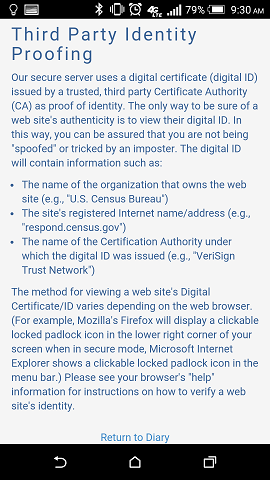 79% 9:30 AM
Third Party Identity
Proofing
Our secure server uses a digital certificate (digital ID)
issued by a trusted, third party Certificate Authority
(CA) as proof of identity. The only way to be sure of a
web site's authenticity is to view their digital ID. In
this way, you can be assured that you are not being
"spoofed" or tricked by an imposter. The digital ID
will contain information such as:
• The name of the organization that owns the web
site (e.g., "U.S. Census Bureau")
• The site's registered Internet name/address (e.g.,
"respond.census.gov")
• The name of the Certification Authority under
which the digital ID was issued (e.g., "VeriSign
Trust Network")
The method for viewing a web site's Digital
Certificate/ID varies depending on the web browser.
(For example, Mozilla's Firefox will display a clickable
locked padlock icon in the lower right corner of your
screen when in secure mode, Microsoft Internet
Explorer shows a clickable locked padlock icon in the
menu bar.) Please see your browser's "help"
information for instructions on how to verify a web
site's identity.
Return to Diary